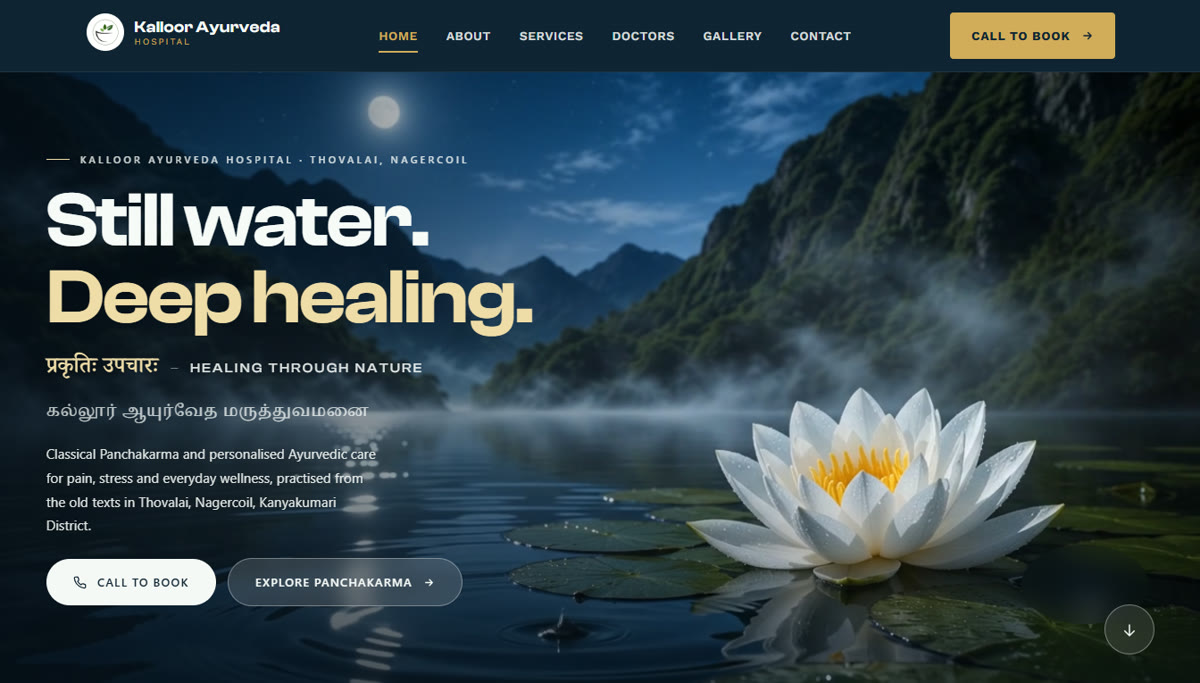 Kalloor Ayurveda
HOSPITAL
HOME
ABOUT
SERVICES
DOCTORS
GALLERY
CONTACT
CALL TO BOOK →
KALLOOR AYURVEDA HOSPITAL · THOVALAI, NAGERCOIL
Still water.
Deep healing.
प्रकृतिः उपचारः – HEALING THROUGH NATURE
கல்லூர் ஆயுர்வேத மருத்துவமனை
Classical Panchakarma and personalised Ayurvedic care
for pain, stress and everyday wellness, practised from
the old texts in Thovalai, Nagercoil, Kanyakumari
District.
CALL TO BOOK
EXPLORE PANCHAKARMA →